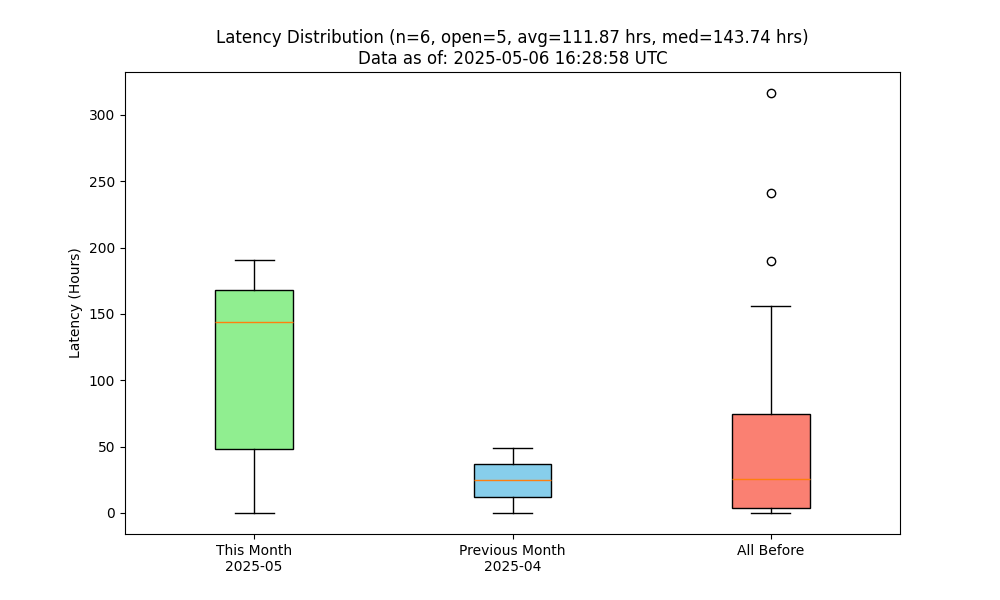 Latency Distribution (n=6, open=5, avg=111.87 hrs, med=143.74 hrs)
Data as of: 2025-05-06 16:28:58 UTC
Latency (Hours)
300
250
200
150
100
50
0
This Month
2025-05
Previous Month
2025-04
All Before